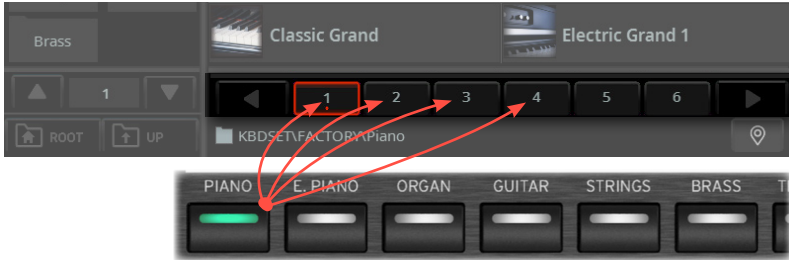 Classic Grand
Electric Grand 1
Brass
1
1 2 3 4 5 6
ROOT UP
KBDSET\FACTORY\Piano
PIANO E. PIANO ORGAN GUITAR STRINGS BRASS